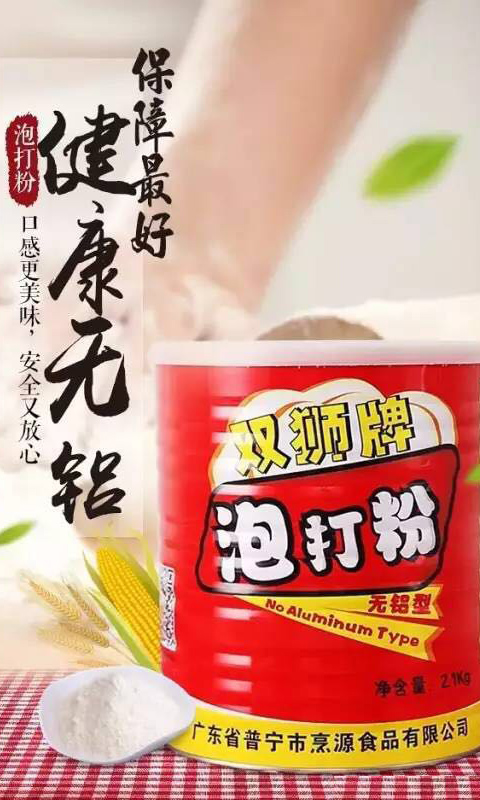 保障最好
健康无铝
泡打粉
口感更美味，安全又放心
双狮牌
泡打粉
无铝型
No Aluminum Type
净含量：2.1Kg
广东省普宁市烹源食品有限公司